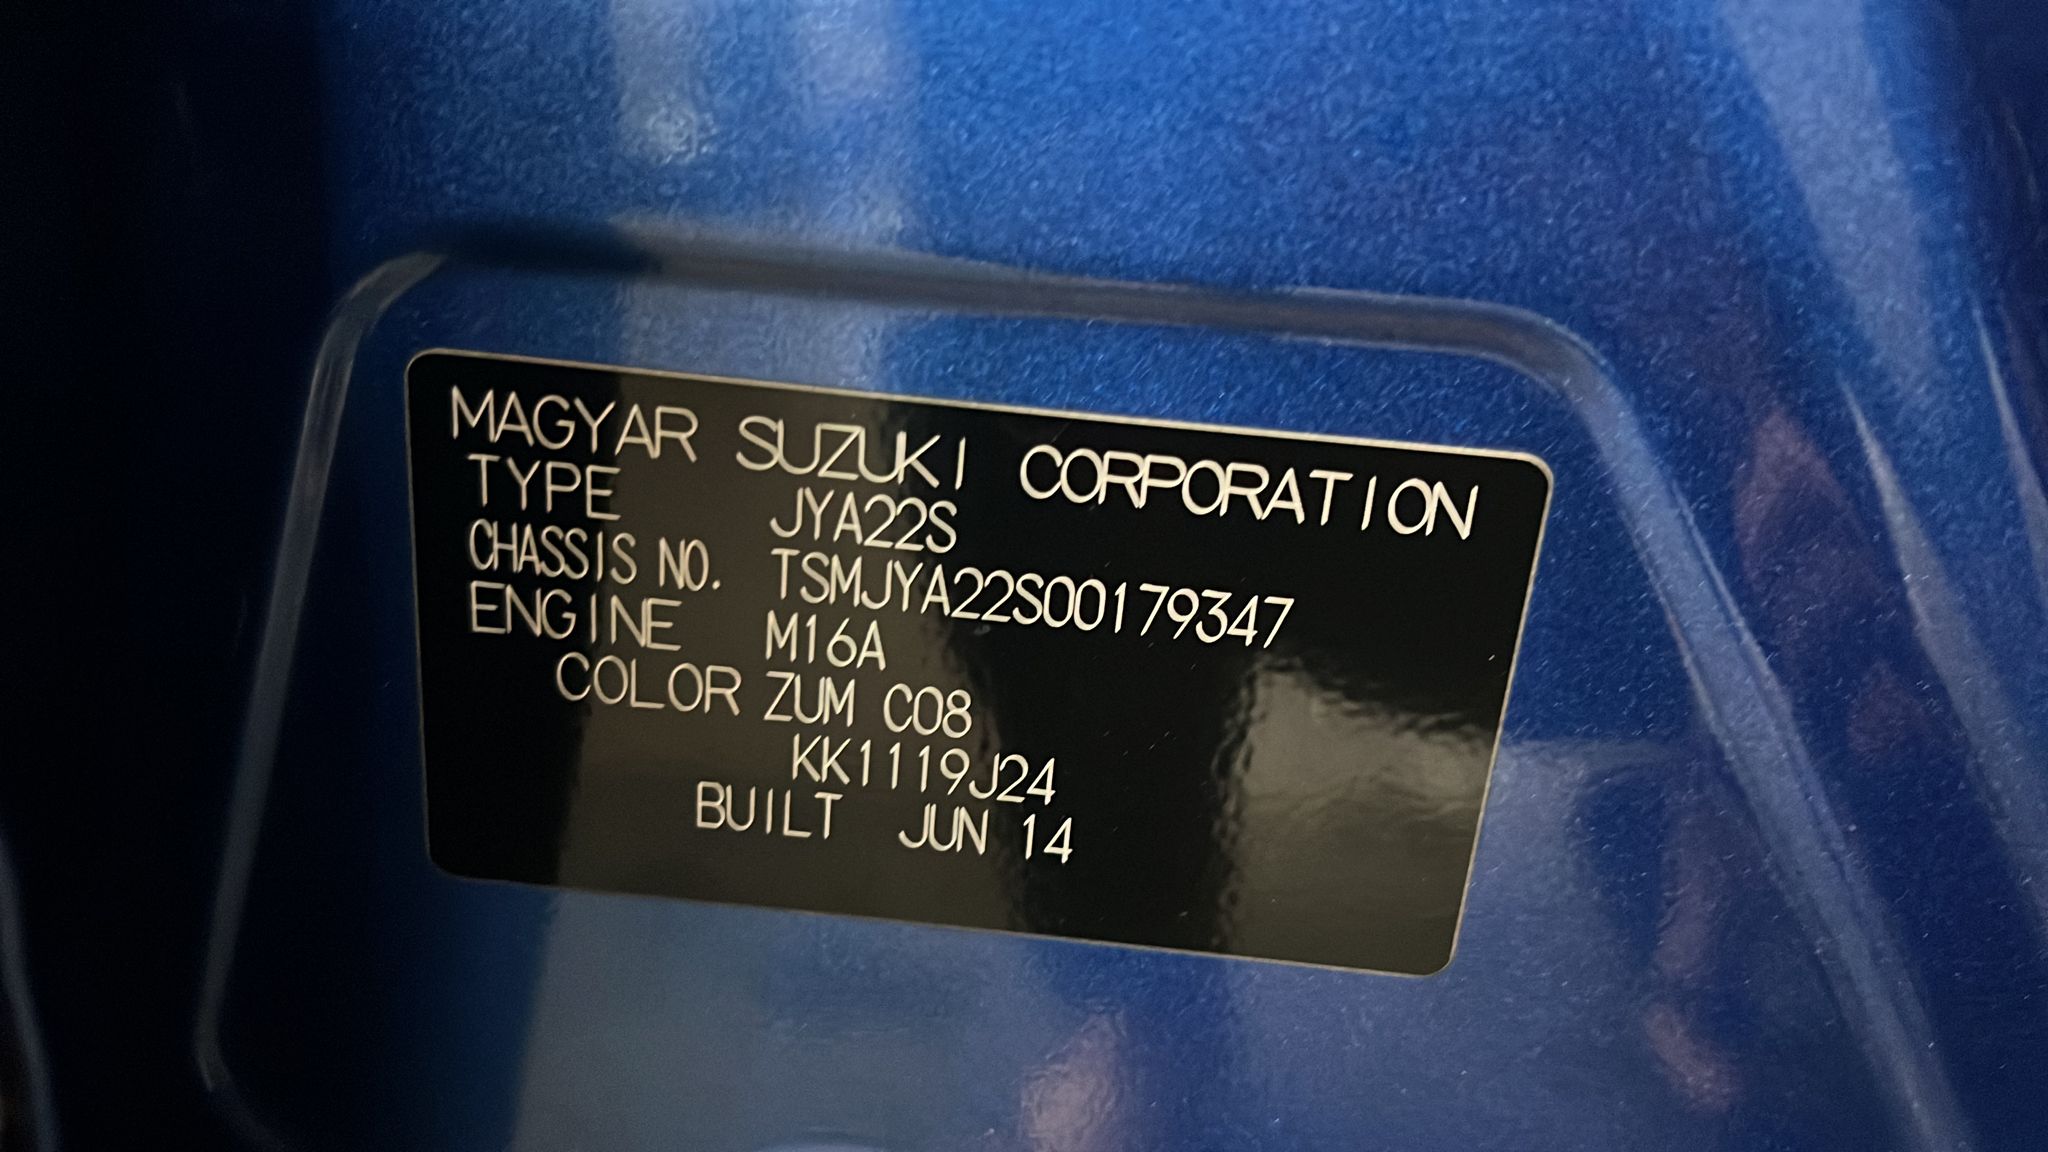 MAGYAR SUZUKI CORPORATION
TYPE JYA22S
CHASSIS NO. TSMJYA22S00179347
ENGINE M16A
COLOR ZUM C08
KK1119J24
BUILT JUN 14